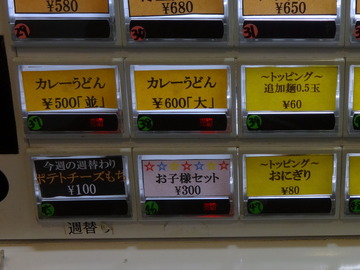 ¥580
¥680
¥650
カレーうどん
¥500「並」
カレーうどん
¥600「大」
～トッピング～
追加麺0.5玉
¥60
今週の週替わり
ポテトチーズもち
¥100
☆☆☆☆☆☆☆
お子様セット
¥300
～トッピング～
おにぎり
¥80
週替